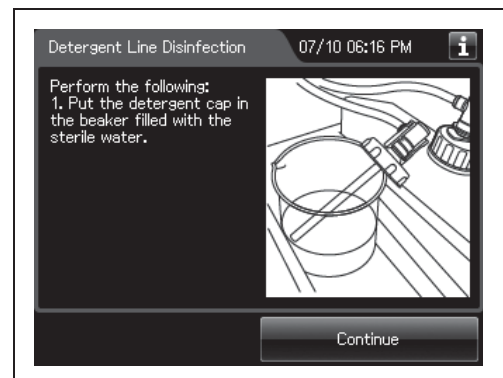 Detergent Line Disinfection
07/10 06:16 PM
i
Perform the following:
1. Put the detergent cap in
the beaker filled with the
sterile water.
Continue